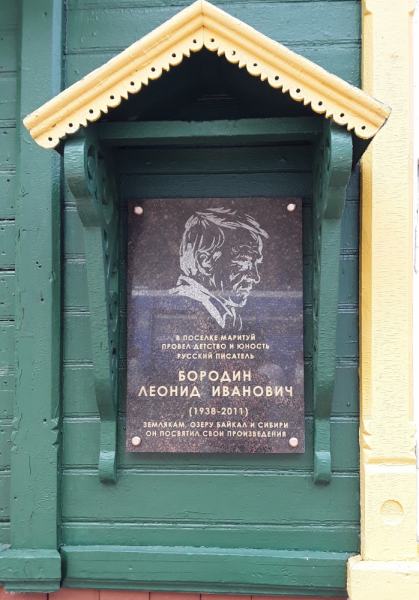 В ПОСЕЛКЕ МАРИТУЙ
ПРОВЕЛ ДЕТСТВО И ЮНОСТЬ
РУССКИЙ ПИСАТЕЛЬ
БОРОДИН
ЛЕОНИД ИВАНОВИЧ
(1938-2011)
ЗЕМЛЯКАМ, ОЗЕРУ БАЙКАЛ И СИБИРИ
ОН ПОСВЯТИЛ СВОИ ПРОИЗВЕДЕНИЯ